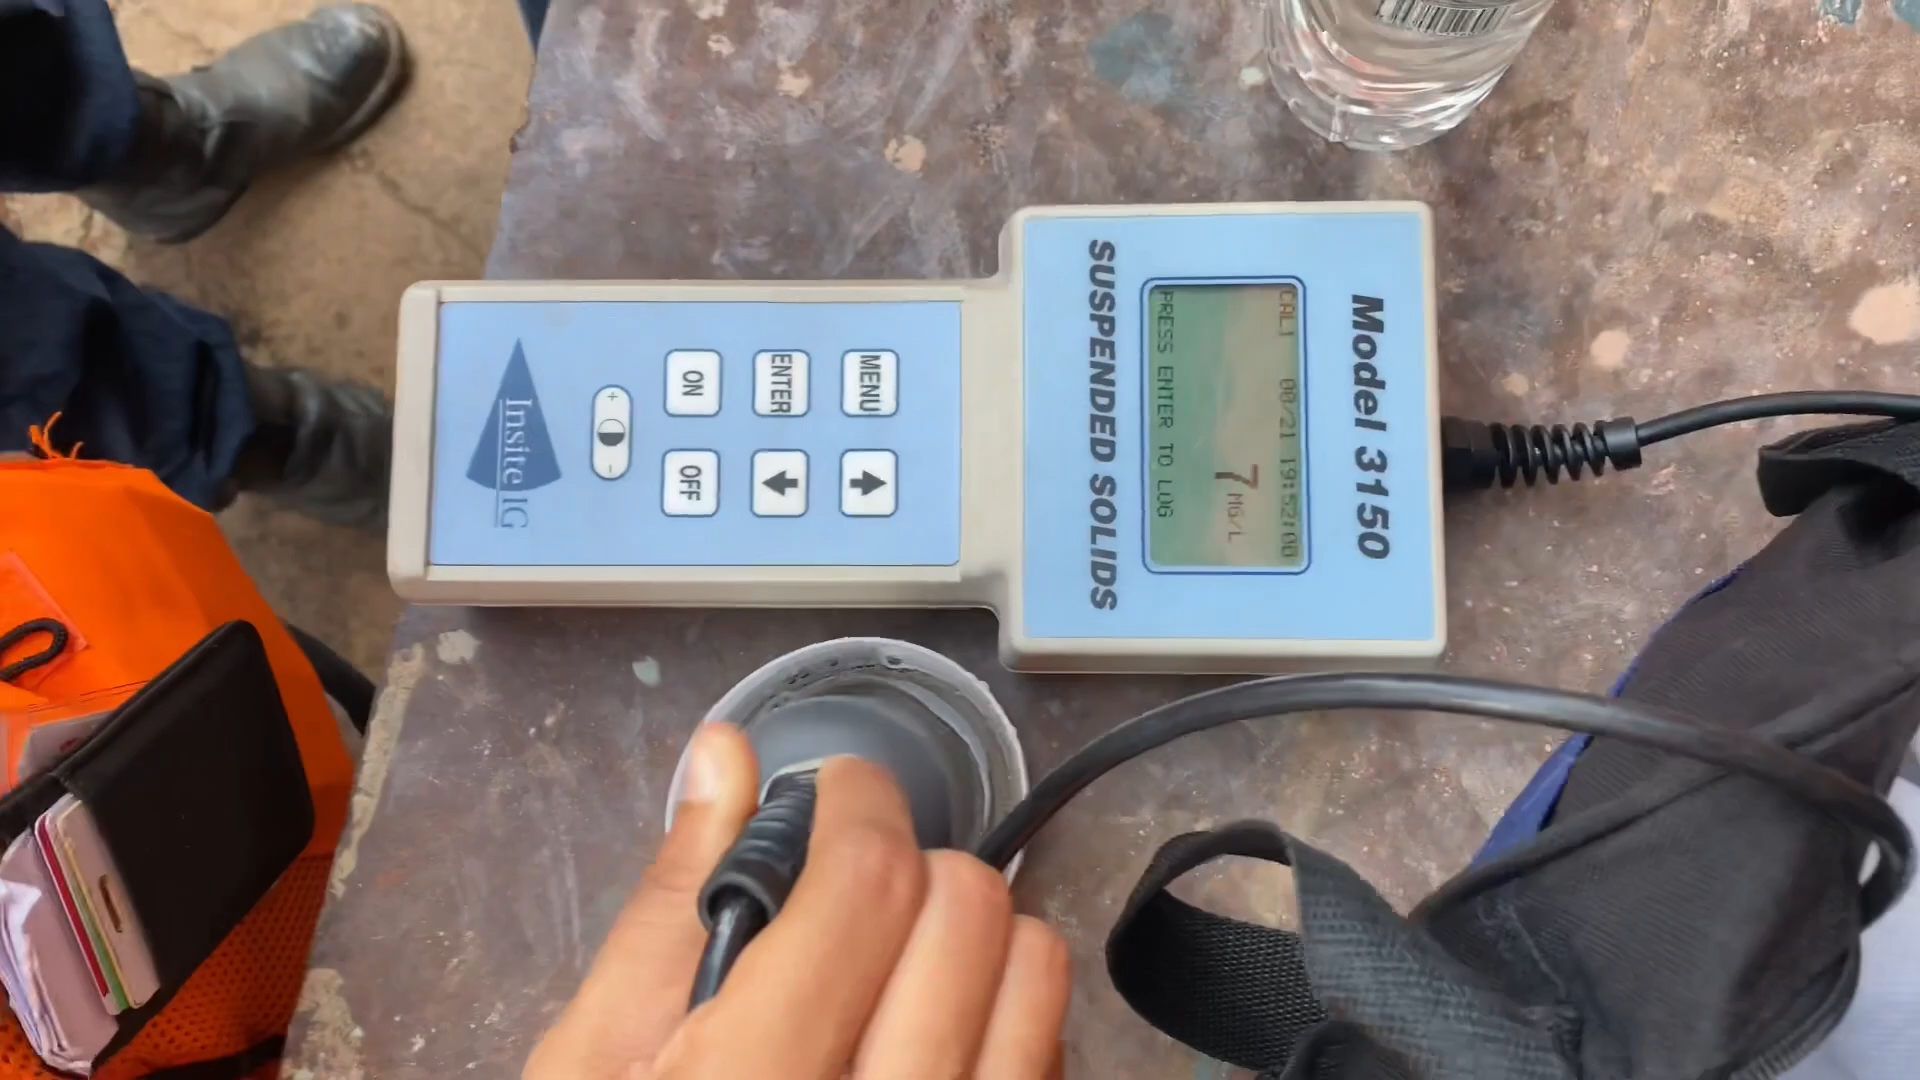 Model 3150
CAL1 00/21 19:52:00
7 MG/L
PRESS ENTER TO LOG
SUSPENDED SOLIDS
MENU
ENTER
ON
OFF
+ -
Insite IG